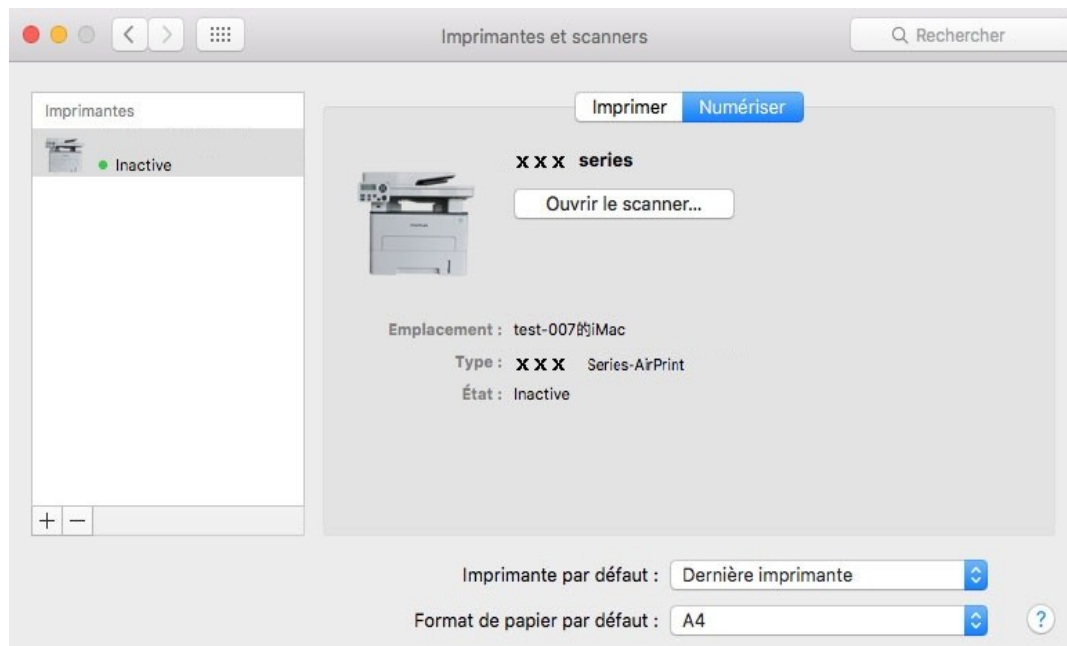 Imprimantes et scanners
Rechercher
Imprimantes
Inactive
Imprimer Numériser
x x x series
Ouvrir le scanner...
Emplacement : test-007的iMac
Type : x x x Series-AirPrint
État : Inactive
+ −
Imprimante par défaut : Dernière imprimante
Format de papier par défaut : A4
?